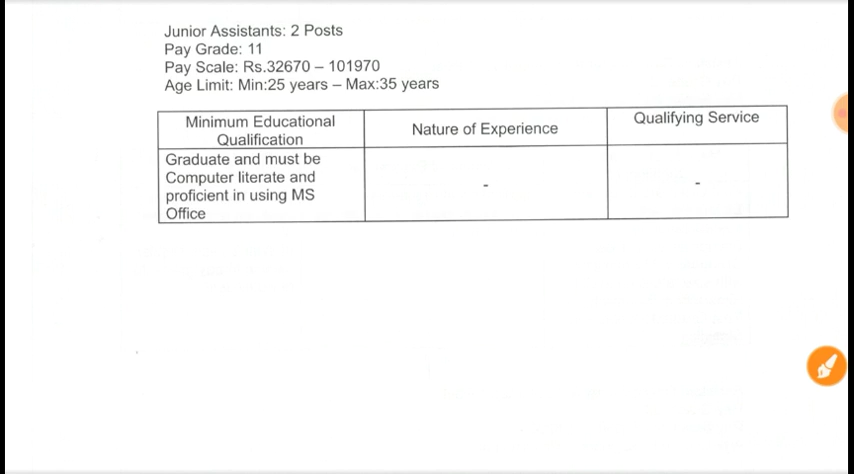 Junior Assistants: 2 Posts
Pay Grade: 11
Pay Scale: Rs.32670 – 101970
Age Limit: Min:25 years – Max:35 years
Minimum Educational
Qualification
Nature of Experience
Qualifying Service
Graduate and must be
Computer literate and
proficient in using MS
Office
-
-